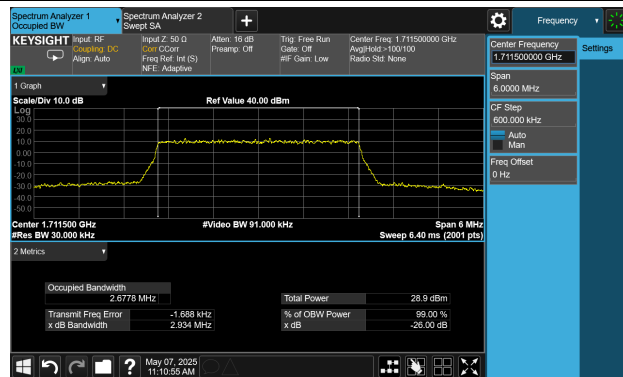 Spectrum Analyzer 1
Occupied BW
Spectrum Analyzer 2
Swept SA
+
Frequency
KEYSIGHT
Input: RF
Coupling: DC
Align: Auto
Input Z: 50 Ω
Corr CCorr
Freq Ref: Int (S)
NFE: Adaptive
Atten: 16 dB
Preamp: Off
Trig: Free Run
Gate: Off
#IF Gain: Low
Center Freq: 1.711500000 GHz
Avg|Hold:>100/100
Radio Std: None
Center Frequency
1.711500000 GHz
Settings
Span
6.0000 MHz
CF Step
600.000 kHz
Auto
Man
Freq Offset
0 Hz
1 Graph
Scale/Div 10.0 dB
Ref Value 40.00 dBm
Log
30.0
20.0
10.0
0.00
-10.0
-20.0
-30.0
-40.0
-50.0
Center 1.711500 GHz
#Video BW 91.000 kHz
Span 6 MHz
#Res BW 30.000 kHz
Sweep 6.40 ms (2001 pts)
2 Metrics
Occupied Bandwidth
2.6778 MHz
Total Power 28.9 dBm
Transmit Freq Error -1.688 kHz
% of OBW Power 99.00 %
x dB Bandwidth 2.934 MHz
x dB -26.00 dB
?
May 07, 2025
11:10:55 AM